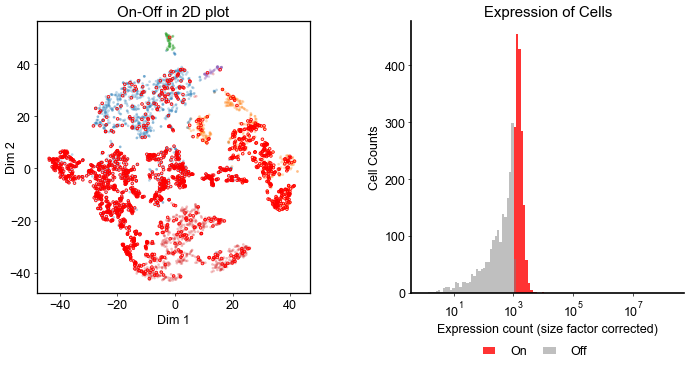 On-Off in 2D plot
Dim 2
40
20
0
−20
−40
−40 −20 0 20 40
Dim 1
Expression of Cells
Cell Counts
400
300
200
100
0
10^1 10^3 10^5 10^7
Expression count (size factor corrected)
On Off